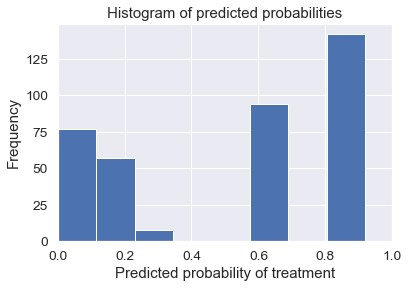 Histogram of predicted probabilities
Frequency
125
100
75
50
25
0
0.0 0.2 0.4 0.6 0.8 1.0
Predicted probability of treatment